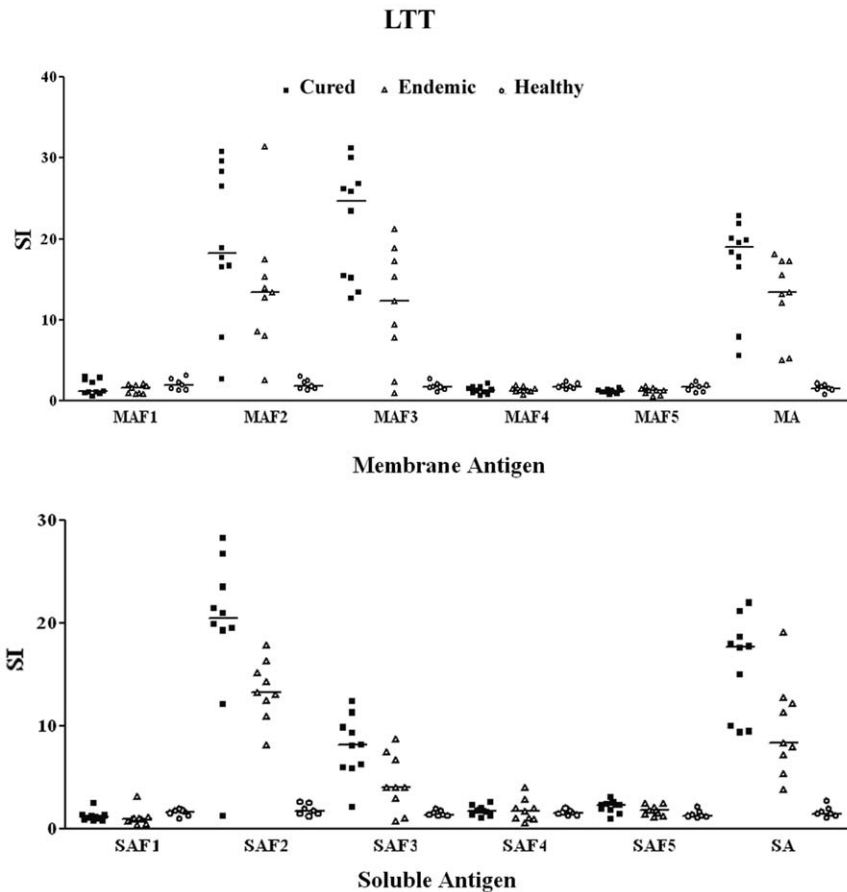 LTT
40
Cured Endemic Healthy
30
SI
20
10
0
MAF1 MAF2 MAF3 MAF4 MAF5 MA
Membrane Antigen
30
SI
20
10
0
SAF1 SAF2 SAF3 SAF4 SAF5 SA
Soluble Antigen